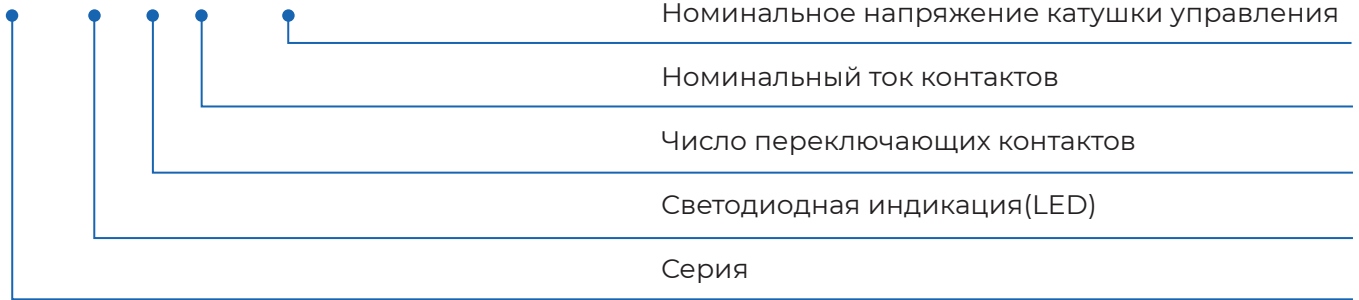 Номинальное напряжение катушки управления
Номинальный ток контактов
Число переключающих контактов
Светодиодная индикация(LED)
Серия